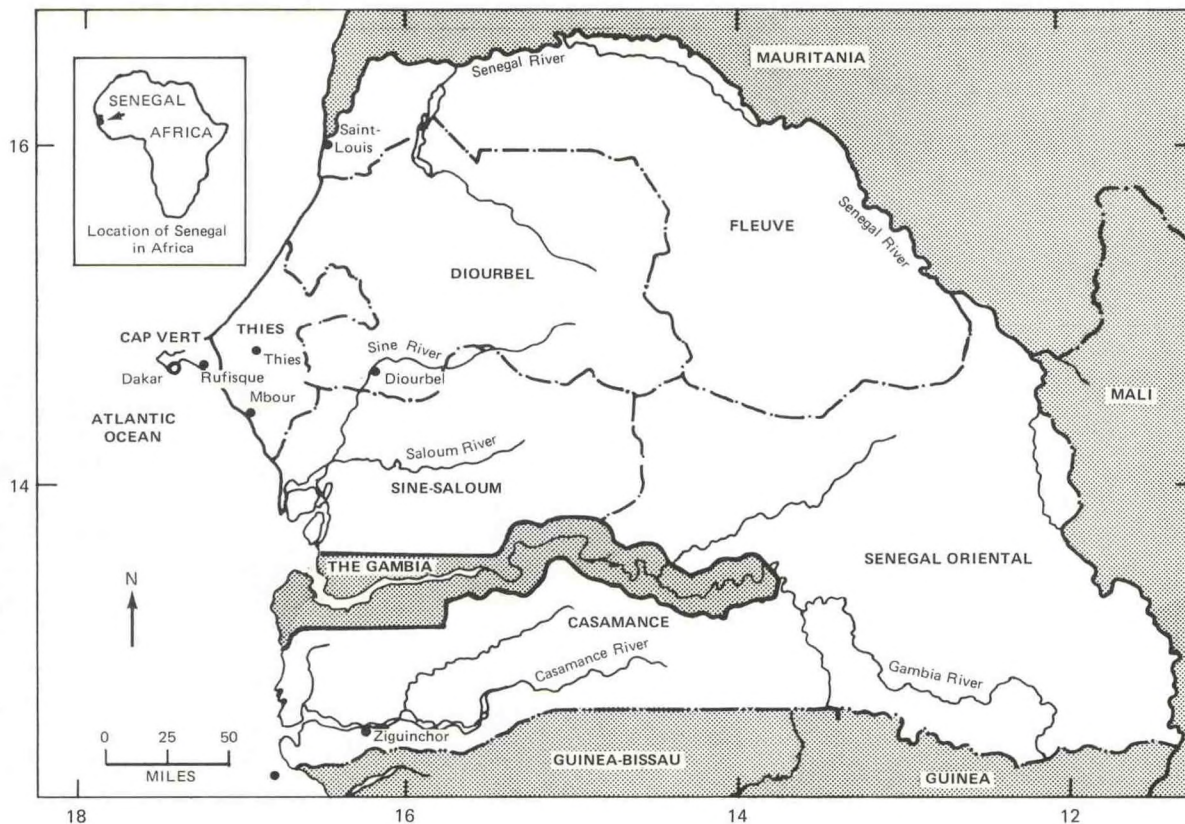 SENEGAL
AFRICA
Location of Senegal
in Africa
MAURITANIA
Senegal River
16
Saint-
Louis
FLEUVE
Senegal River
DIOURBEL
CAP VERT
THIES
Thies
Sine River
Dakar
Rufisque
Diourbel
Mbour
MALI
ATLANTIC
OCEAN
Saloum River
14
SINE-SALOUM
SENEGAL ORIENTAL
THE GAMBIA
N
CASAMANCE
Casamance River
Gambia River
0 25 50
MILES
Ziguinchor
GUINEA-BISSAU
GUINEA
18 16 14 12